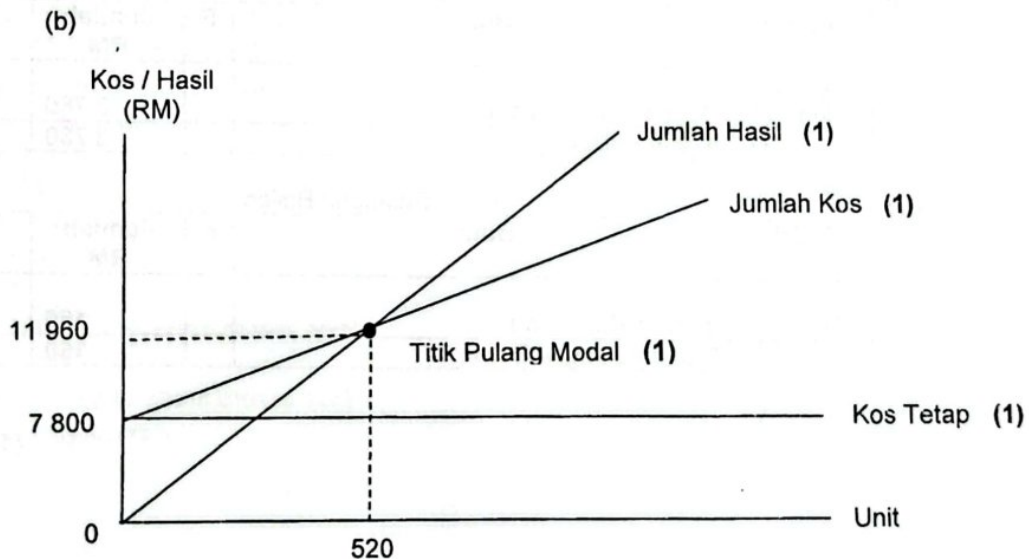 (b)
Kos / Hasil
(RM)
Jumlah Hasil (1)
Jumlah Kos (1)
11 960
Titik Pulang Modal (1)
7 800
Kos Tetap (1)
0
Unit
520